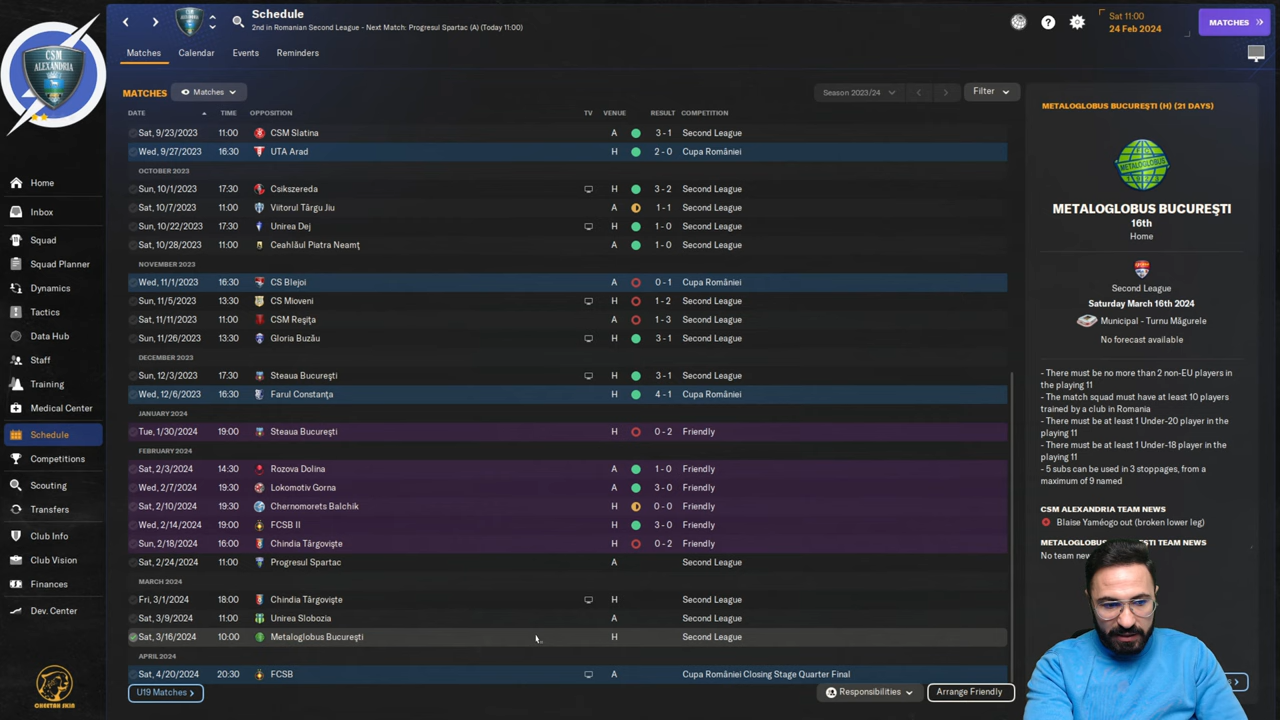 CSM ALEXANDRIA
Schedule
2nd in Romanian Second League - Next Match: Progresul Spartac (A) (Today 11:00)
Sat 11:00
24 Feb 2024
MATCHES
Matches Calendar Events Reminders
MATCHES Matches Season 2023/24 Filter
DATE TIME OPPOSITION TV VENUE RESULT COMPETITION
Sat, 9/23/2023 11:00 CSM Slatina A 3 - 1 Second League
Wed, 9/27/2023 16:30 UTA Arad H 2 - 0 Cupa României
OCTOBER 2023
Sun, 10/1/2023 17:30 Csikszereda H 3 - 2 Second League
Sat, 10/7/2023 11:00 Viitorul Târgu Jiu A 1 - 1 Second League
Sun, 10/22/2023 17:30 Unirea Dej H 1 - 0 Second League
Sat, 10/28/2023 11:00 Ceahlăul Piatra Neamţ A 1 - 0 Second League
NOVEMBER 2023
Wed, 11/1/2023 16:30 CS Blejoi A 0 - 1 Cupa României
Sun, 11/5/2023 13:30 CS Mioveni H 1 - 2 Second League
Sat, 11/11/2023 11:00 CSM Reşiţa A 1 - 3 Second League
Sun, 11/26/2023 13:30 Gloria Buzău H 3 - 1 Second League
DECEMBER 2023
Sun, 12/3/2023 17:30 Steaua Bucureşti H 3 - 1 Second League
Wed, 12/6/2023 16:30 Farul Constanţa H 4 - 1 Cupa României
JANUARY 2024
Tue, 1/30/2024 19:00 Steaua Bucureşti H 0 - 2 Friendly
FEBRUARY 2024
Sat, 2/3/2024 14:30 Rozova Dolina A 1 - 0 Friendly
Wed, 2/7/2024 19:30 Lokomotiv Gorna H 3 - 0 Friendly
Sat, 2/10/2024 19:30 Chernomorets Balchik H 0 - 0 Friendly
Wed, 2/14/2024 19:00 FCSB II H 3 - 0 Friendly
Sun, 2/18/2024 16:00 Chindia Târgovişte H 0 - 2 Friendly
Sat, 2/24/2024 11:00 Progresul Spartac A Second League
MARCH 2024
Fri, 3/1/2024 18:00 Chindia Târgovişte H Second League
Sat, 3/9/2024 11:00 Unirea Slobozia A Second League
Sat, 3/16/2024 10:00 Metaloglobus Bucureşti H Second League
APRIL 2024
Sat, 4/20/2024 20:30 FCSB A Cupa României Closing Stage Quarter Final
U19 Matches Responsibilities Arrange Friendly
Home
Inbox
Squad
Squad Planner
Dynamics
Tactics
Data Hub
Staff
Training
Medical Center
Schedule
Competitions
Scouting
Transfers
Club Info
Club Vision
Finances
Dev. Center
CHEETAH SKIN
METALOGLOBUS BUCUREŞTI (H) (21 DAYS)
METALOGLOBUS
METALOGLOBUS BUCUREŞTI
16th
Home
Second League
Saturday March 16th 2024
Municipal - Turnu Măgurele
No forecast available
- There must be no more than 2 non-EU players in
the playing 11
- The match squad must have at least 10 players
trained by a club in Romania
- There must be at least 1 Under-20 player in the
playing 11
- There must be at least 1 Under-18 player in the
playing 11
- 5 subs can be used in 3 stoppages, from a
maximum of 9 named
CSM ALEXANDRIA TEAM NEWS
Blaise Yaméogo out (broken lower leg)
TEAM NEWS
No team